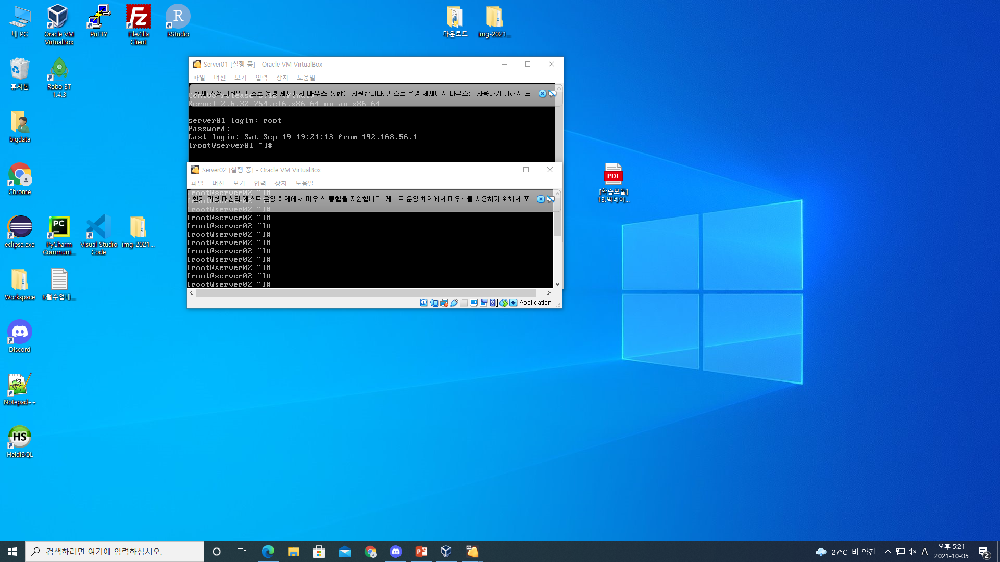 내 PC
Oracle VM
VirtualBox
PuTTY
FileZilla
Client
R
RStudio
다운로드
img-2021...
휴지통
Robo 3T
1.4.3
bigdata
Chrome
eclipse.exe
PC
PyCharm
Communi...
Visual Studio
Code
img-2021...
Workspace
8월수업내...
Discord
Notepad++
HS
HeidiSQL
PDF
[학습모듈]
13.빅데이...
Server01 [실행 중] - Oracle VM VirtualBox
파일 머신 보기 입력 장치 도움말
현재 가상 머신의 게스트 운영 체제에서 마우스 통합을 지원합니다. 게스트 운영 체제에서 마우스를 사용하기 위해서 포
Kernel 2.6.32-754.el6.x86_64 on an x86_64
server01 login: root
Password:
Last login: Sat Sep 19 19:21:13 from 192.168.56.1
[root@server01 ~]#
Server02 [실행 중] - Oracle VM VirtualBox
파일 머신 보기 입력 장치 도움말
[root@server02 ~]#
현재 가상 머신의 게스트 운영 체제에서 마우스 통합을 지원합니다. 게스트 운영 체제에서 마우스를 사용하기 위해서 포
[root@server02 ~]#
[root@server02 ~]#
[root@server02 ~]#
[root@server02 ~]#
[root@server02 ~]#
[root@server02 ~]#
[root@server02 ~]#
[root@server02 ~]#
[root@server02 ~]#
[root@server02 ~]#
Application
검색하려면 여기에 입력하십시오.
27°C 비 약간
A
오후 5:21
2021-10-05
2